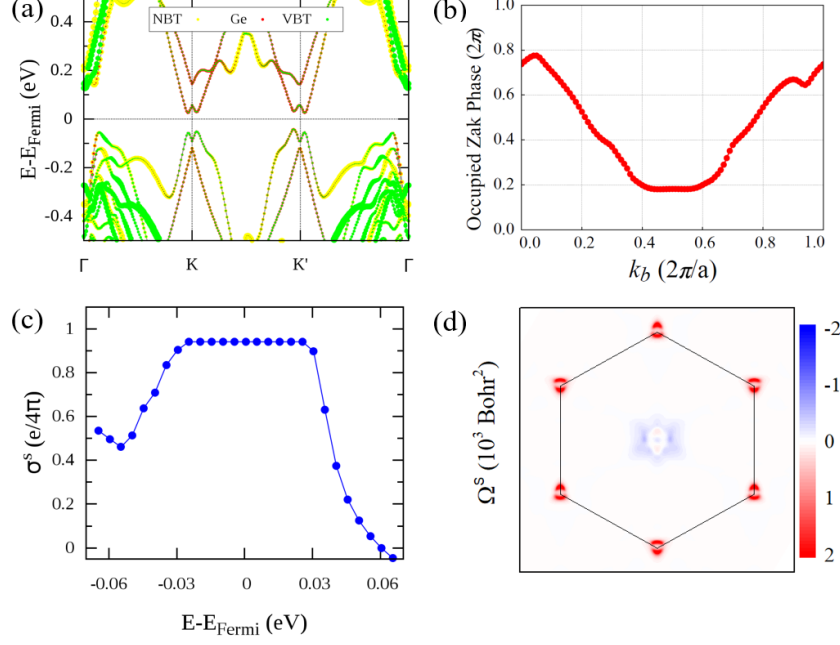 (a)
NBT Ge VBT
E-E_Fermi (eV)
0.4
0.2
0
-0.2
-0.4
Γ K K' Γ
(b)
Occupied Zak Phase (2π)
1.0
0.8
0.6
0.4
0.2
0.0
0.0 0.2 0.4 0.6 0.8 1.0
k_b (2π/a)
(c)
σ^s (e/4π)
1
0.8
0.6
0.4
0.2
0
-0.06 -0.03 0 0.03 0.06
E-E_Fermi (eV)
(d)
Ω^s (10^3 Bohr^-2)
-2
-1
0
1
2